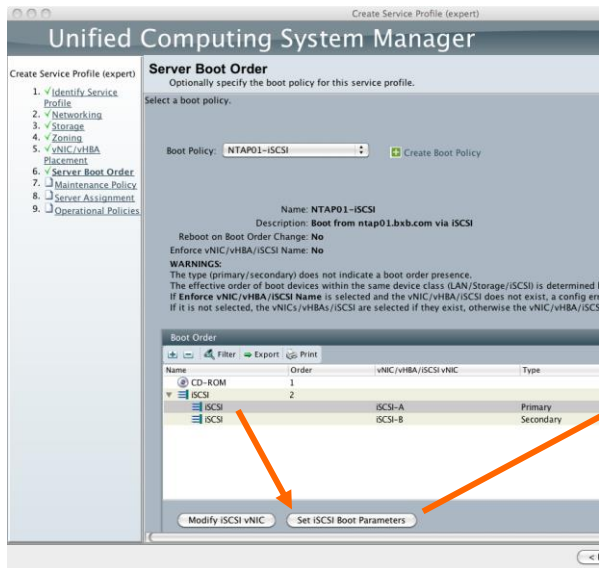 Create Service Profile (expert)
Unified Computing System Manager
Create Service Profile (expert)
1. √Identify Service
Profile
2. √Networking
3. √Storage
4. √Zoning
5. √vNIC/vHBA
Placement
6. √Server Boot Order
7. Maintenance Policy
8. Server Assignment
9. Operational Policies
Server Boot Order
Optionally specify the boot policy for this service profile.
Select a boot policy.
Boot Policy: NTAP01-iSCSI Create Boot Policy
Name: NTAP01-iSCSI
Description: Boot from ntap01.bxb.com via iSCSI
Reboot on Boot Order Change: No
Enforce vNIC/vHBA/iSCSI Name: No
WARNINGS:
The type (primary/secondary) does not indicate a boot order presence.
The effective order of boot devices within the same device class (LAN/Storage/iSCSI) is determined
If Enforce vNIC/vHBA/iSCSI Name is selected and the vNIC/vHBA/iSCSI does not exist, a config
If it is not selected, the vNICs/vHBAs/iSCSI are selected if they exist, otherwise the vNIC/vHBA/iSCSI
Boot Order
Filter Export Print
Name Order vNIC/vHBA/iSCSI vNIC Type
CD-ROM 1
iSCSI 2
iSCSI iSCSI-A Primary
iSCSI iSCSI-B Secondary
Modify iSCSI vNIC Set iSCSI Boot Parameters
<